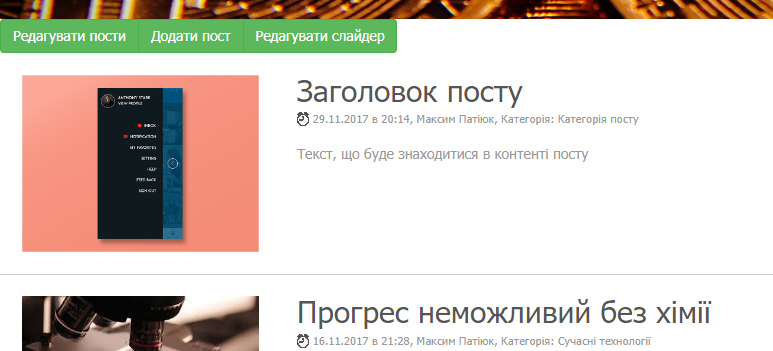 Редагувати пости Додати пост Редагувати слайдер
ANTHONY STARK
VIEW PROFILE
INBOX
NOTIFICATION
MY FAVORITES
SETTING
HELP
FEED BACK
SIGN OUT
Заголовок посту
29.11.2017 в 20:14, Максим Патіюк, Категорія: Категорія посту
Текст, що буде знаходитися в контенті посту
Прогрес неможливий без хімії
16.11.2017 в 21:28, Максим Патіюк, Категорія: Сучасні технології